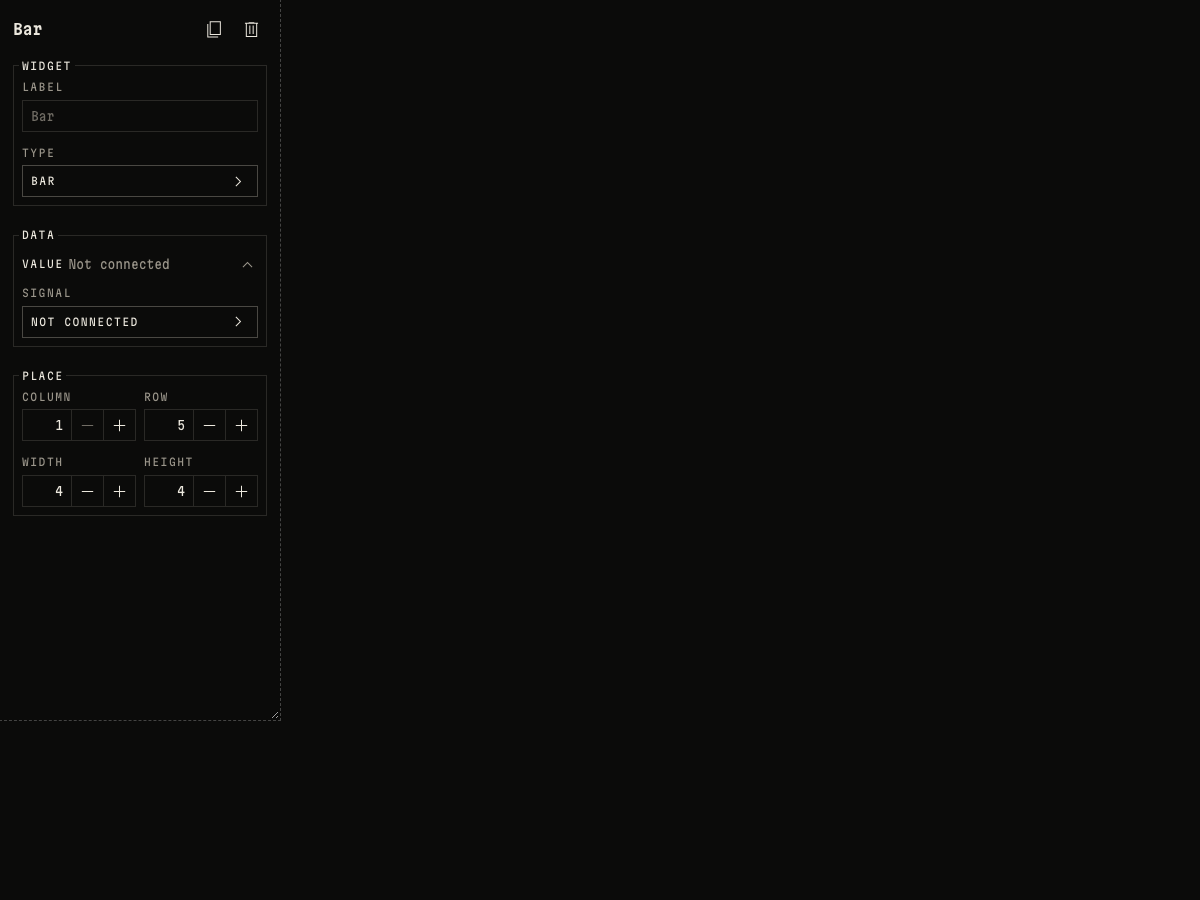 Bar
WIDGET
LABEL
Bar
TYPE
BAR
DATA
VALUE Not connected
SIGNAL
NOT CONNECTED
PLACE
COLUMN ROW
1 5
WIDTH HEIGHT
4 4